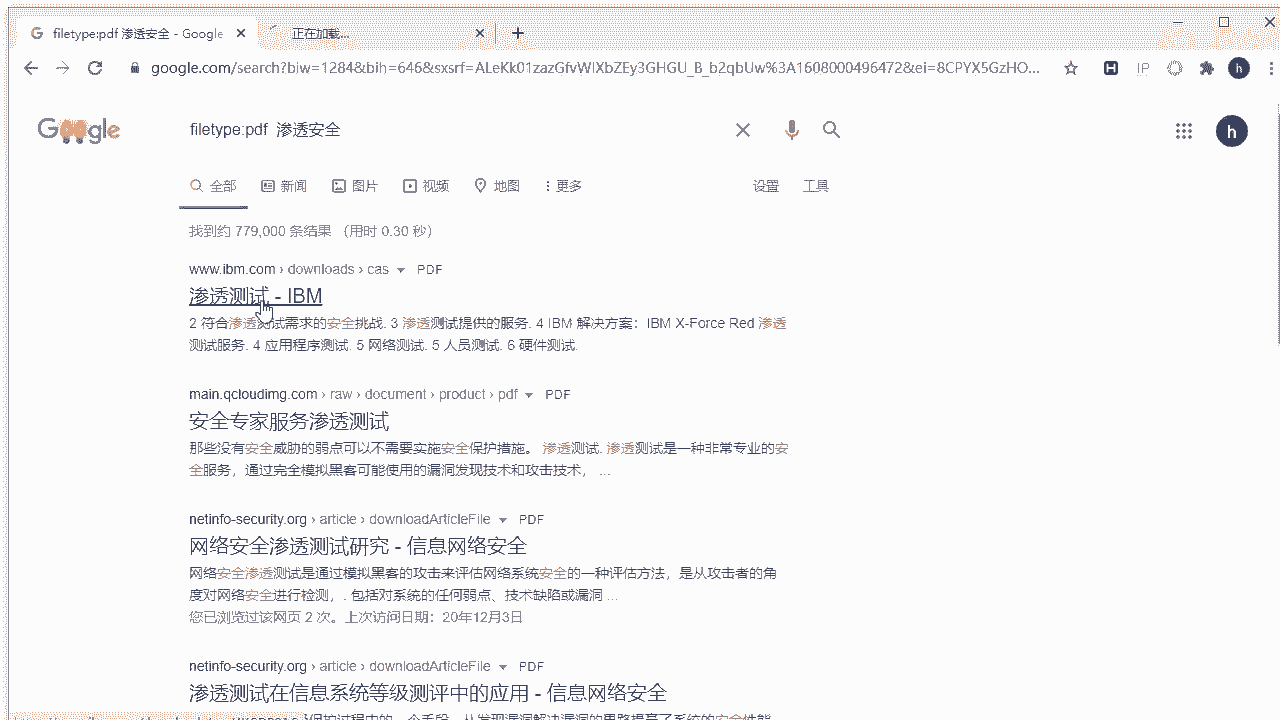 filetype:pdf 渗透安全 - Google
正在加载...
google.com/search?biw=1284&bih=646&sxsrf=ALeKk01zazGfvWIXbZEy3GHGU_B_b2qbUw%3A1608000496472&ei=8CPYX5GzHO...
H IP h
Google
filetype:pdf 渗透安全
h
全部 新闻 图片 视频 地图 更多 设置 工具
找到约 779,000 条结果 （用时 0.30 秒）
www.ibm.com › downloads › cas PDF
渗透测试 - IBM
2 符合渗透测试需求的安全挑战. 3 渗透测试提供的服务. 4 IBM 解决方案：IBM X-Force Red 渗透
测试服务. 4 应用程序测试. 5 网络测试. 5 人员测试. 6 硬件测试.
main.qcloudimg.com › raw › document › product › pdf PDF
安全专家服务渗透测试
那些没有安全威胁的弱点可以不需要实施安全保护措施。 渗透测试. 渗透测试是一种非常专业的安
全服务，通过完全模拟黑客可能使用的漏洞发现技术和攻击技术， ...
netinfo-security.org › article › downloadArticleFile PDF
网络安全渗透测试研究 - 信息网络安全
网络安全渗透测试是通过模拟黑客的攻击来评估网络系统安全的一种评估方法，是从攻击者的角
度对网络安全进行检测，. 包括对系统的任何弱点、技术缺陷或漏洞 ...
您已浏览过该网页 2 次。上次访问日期：20年12月3日
netinfo-security.org › article › downloadArticleFile PDF
渗透测试在信息系统等级测评中的应用 - 信息网络安全